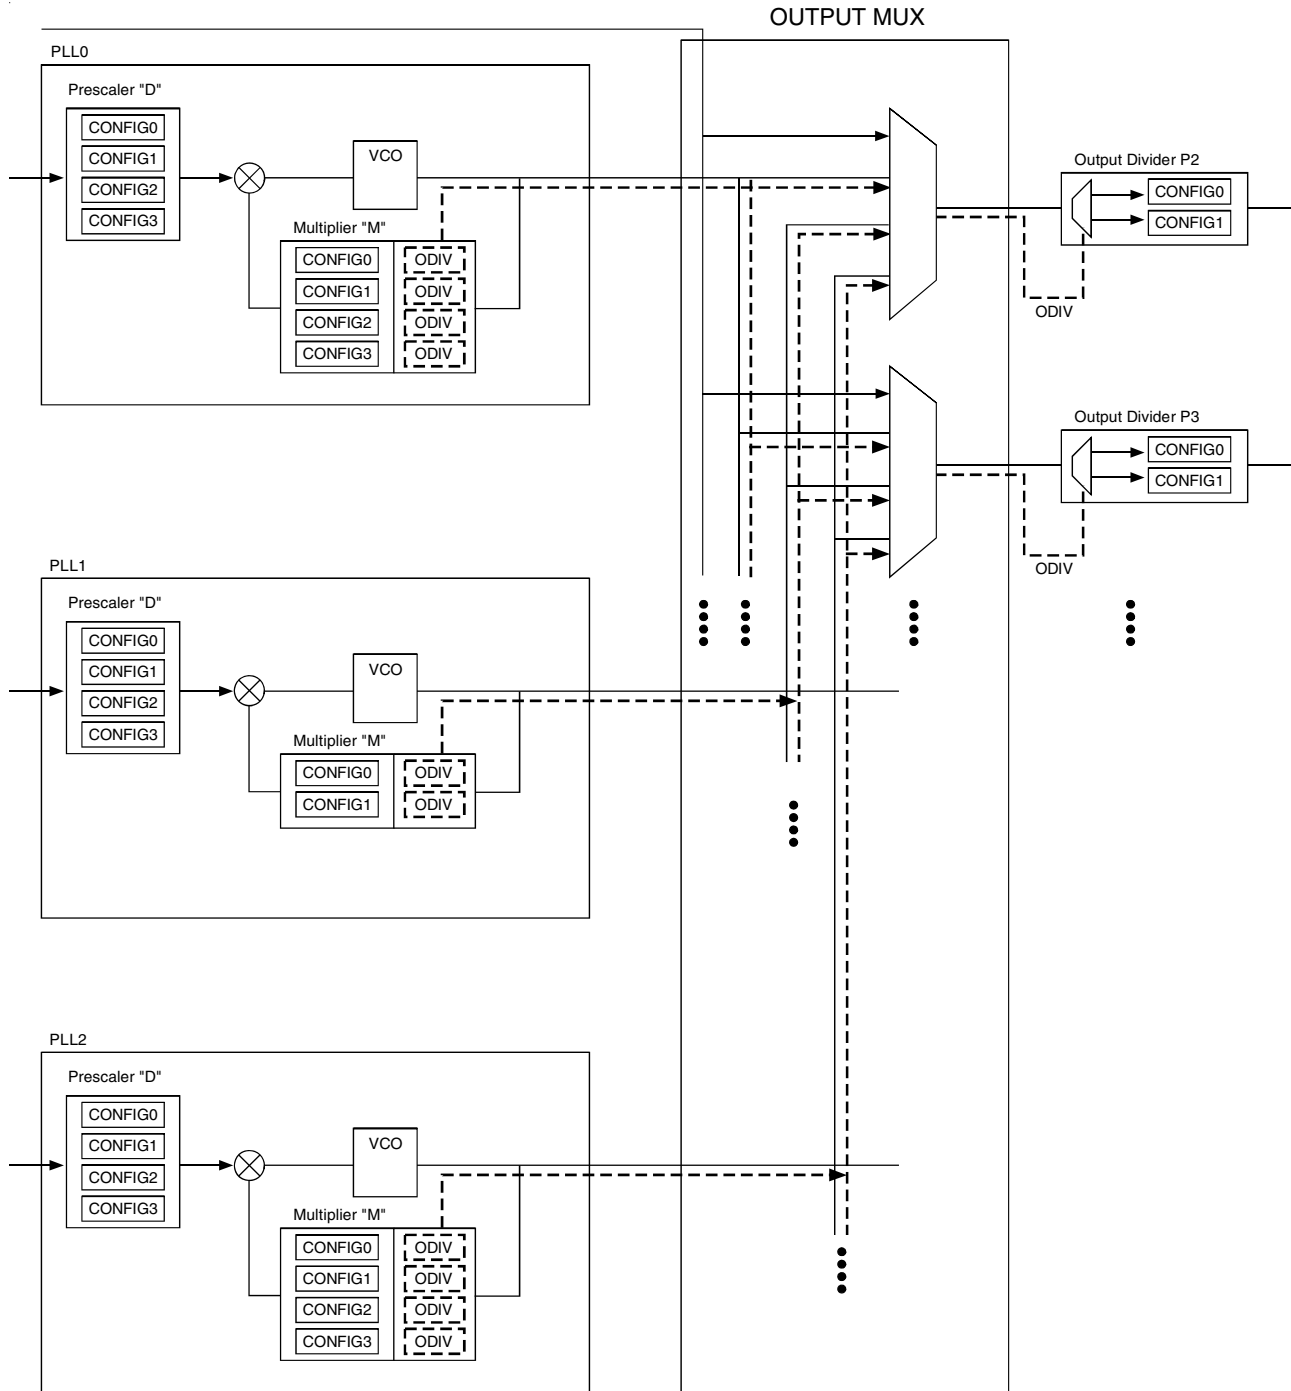 OUTPUT MUX
PLL0
Prescaler "D"
CONFIG0
CONFIG1
CONFIG2
CONFIG3
VCO
Multiplier "M"
CONFIG0 ODIV
CONFIG1 ODIV
CONFIG2 ODIV
CONFIG3 ODIV
Output Divider P2
CONFIG0
CONFIG1
ODIV
Output Divider P3
CONFIG0
CONFIG1
ODIV
PLL1
Prescaler "D"
CONFIG0
CONFIG1
CONFIG2
CONFIG3
VCO
Multiplier "M"
CONFIG0 ODIV
CONFIG1 ODIV
PLL2
Prescaler "D"
CONFIG0
CONFIG1
CONFIG2
CONFIG3
VCO
Multiplier "M"
CONFIG0 ODIV
CONFIG1 ODIV
CONFIG2 ODIV
CONFIG3 ODIV